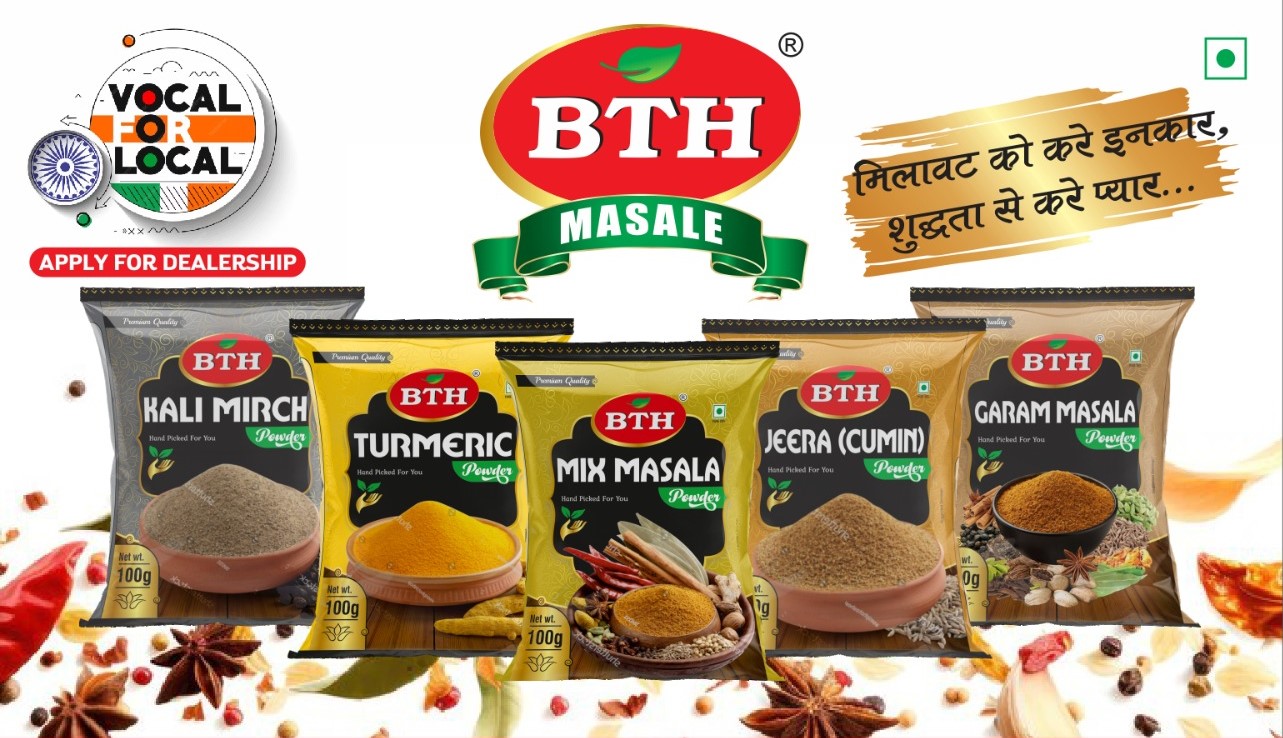 VOCAL
FOR
LOCAL
APPLY FOR DEALERSHIP
BTH ®
MASALE
मिलावट को करे इनकार,
शुद्धता से करे प्यार...
Premium Quality
BTH
KALI MIRCH
Powder
Hand Picked For You
Net wt.
100g
Premium Quality
BTH ®
TURMERIC
Powder
Hand Picked For You
Net wt.
100g
Premium Quality
BTH ®
MIX MASALA
Powder
Hand Picked For You
Net wt.
100g
Quality
BTH
JEERA (CUMIN)
Powder
Hand Picked For You
BTH ®
GARAM MASALA
Powder
Hand Picked For You